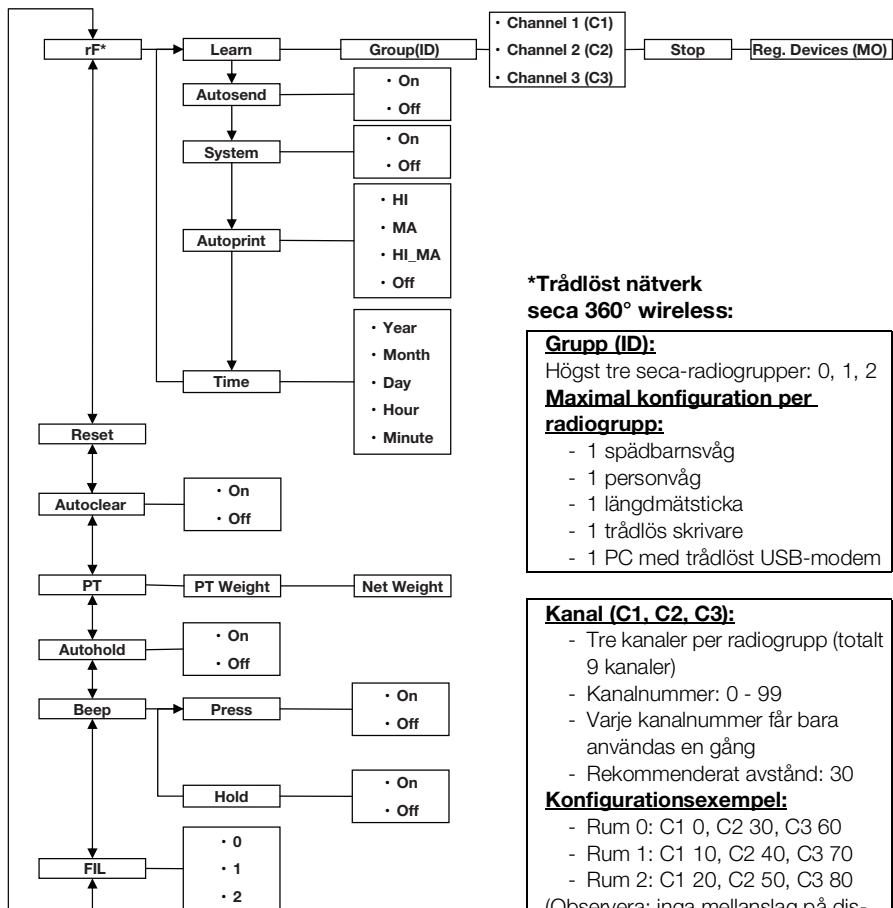 rF*
Learn
Group(ID)
• Channel 1 (C1)
• Channel 2 (C2)
• Channel 3 (C3)
Stop
Reg. Devices (MO)
Autosend
• On
• Off
System
• On
• Off
Autoprint
• HI
• MA
• HI_MA
• Off
Time
• Year
• Month
• Day
• Hour
• Minute
Reset
Autoclear
• On
• Off
PT
PT Weight
Net Weight
Autohold
• On
• Off
Beep
Press
• On
• Off
Hold
• On
• Off
FIL
• 0
• 1
• 2
*Trådlöst nätverk
seca 360° wireless:
Grupp (ID):
Högst tre seca-radiogrupper: 0, 1, 2
Maximal konfiguration per
radiogrupp:
- 1 spädbarnsvåg
- 1 personvåg
- 1 längdmätsticka
- 1 trådlös skrivare
- 1 PC med trådlöst USB-modem
Kanal (C1, C2, C3):
- Tre kanaler per radiogrupp (totalt
9 kanaler)
- Kanalnummer: 0 - 99
- Varje kanalnummer får bara
användas en gång
- Rekommenderat avstånd: 30
Konfigurationsexempel:
- Rum 0: C1 0, C2 30, C3 60
- Rum 1: C1 10, C2 40, C3 70
- Rum 2: C1 20, C2 50, C3 80
(Observera: inga mellanslag på dis-